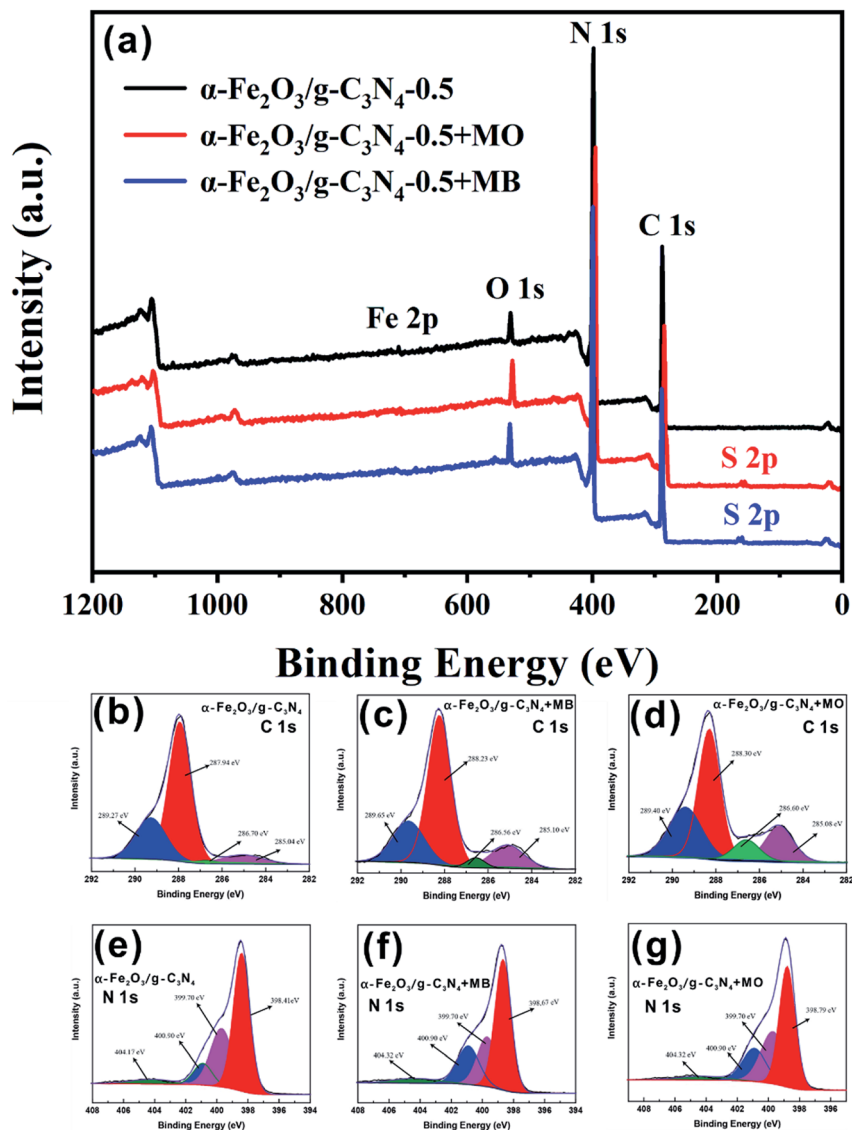 (a)
N 1s
α-Fe₂O₃/g-C₃N₄-0.5
α-Fe₂O₃/g-C₃N₄-0.5+MO
α-Fe₂O₃/g-C₃N₄-0.5+MB
C 1s
O 1s
Fe 2p
S 2p
S 2p
Intensity (a.u.)
1200 1000 800 600 400 200 0
Binding Energy (eV)
(b)
α-Fe₂O₃/g-C₃N₄
C 1s
287.94 eV
289.27 eV
286.70 eV
285.04 eV
Intensity (a.u.)
292 290 288 286 284 282
Binding Energy (eV)
(c)
α-Fe₂O₃/g-C₃N₄+MB
C 1s
288.23 eV
289.65 eV
286.56 eV
285.10 eV
Intensity (a.u.)
292 290 288 286 284 282
Binding Energy (eV)
(d)
α-Fe₂O₃/g-C₃N₄+MO
C 1s
288.30 eV
286.60 eV
289.40 eV
285.08 eV
Intensity (a.u.)
292 290 288 286 284 282
Binding Energy (eV)
(e)
α-Fe₂O₃/g-C₃N₄
N 1s
399.70 eV
398.41eV
400.90 eV
404.17 eV
Intensity (a.u.)
408 406 404 402 400 398 396 394
Binding Energy (eV)
(f)
α-Fe₂O₃/g-C₃N₄+MB
N 1s
398.67 eV
399.70 eV
400.90 eV
404.32 eV
Intensity (a.u.)
408 406 404 402 400 398 396 394
Binding Energy (eV)
(g)
α-Fe₂O₃/g-C₃N₄+MO
N 1s
399.70 eV
398.79 eV
400.90 eV
404.32 eV
Intensity (a.u.)
408 406 404 402 400 398 396
Binding Energy (eV)